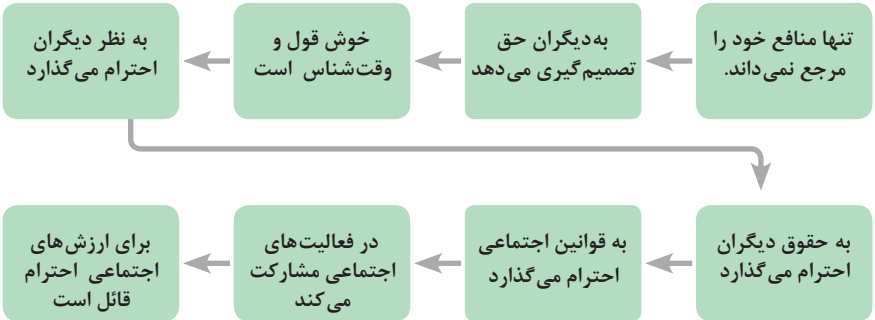 تنها منافع خود را
مرجع نمی‌داند.
به‌دیگران حق
تصمیم‌گیری می‌دهد
خوش قول و
وقت‌شناس است
به نظر دیگران
احترام می‌گذارد
به حقوق دیگران
احترام می‌گذارد
به قوانین اجتماعی
احترام می‌گذارد
در فعالیت‌های
اجتماعی مشارکت
می‌کند
برای ارزش‌های
اجتماعی احترام
قائل است